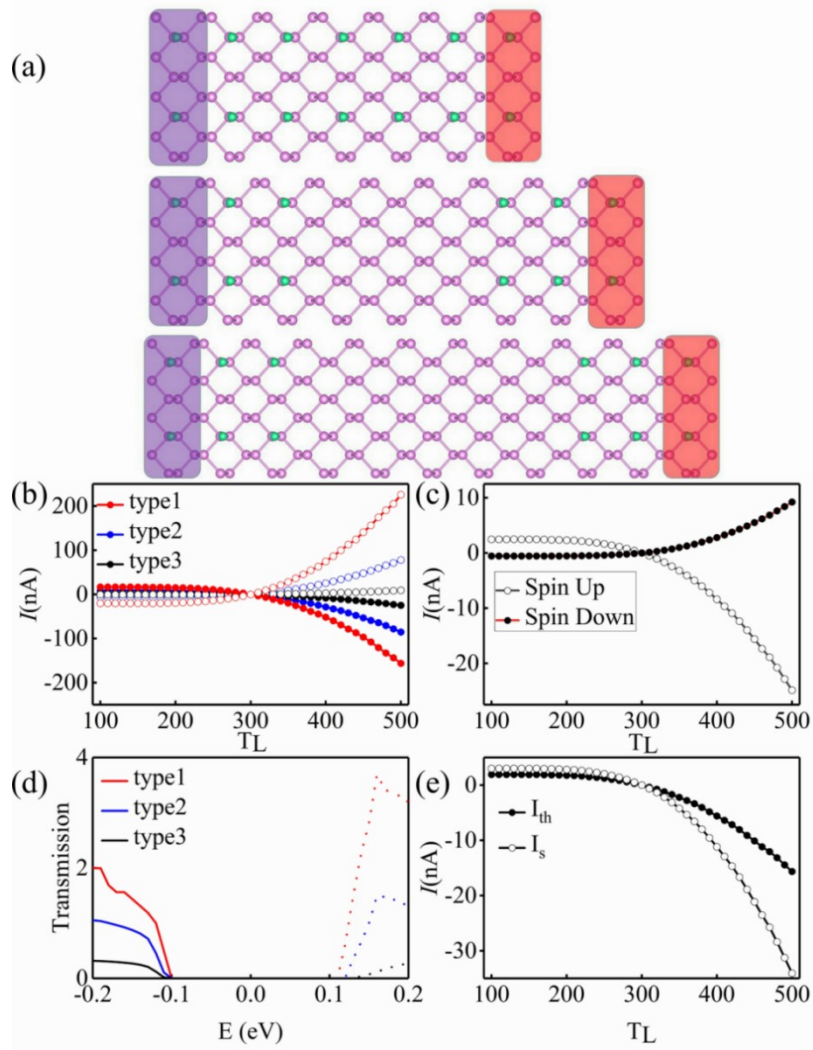 (a)
(b)
type1
type2
type3
I(nA)
200
100
0
-100
-200
100 200 300 400 500
T_L
(c)
Spin Up
Spin Down
I(nA)
10
0
-10
-20
100 200 300 400 500
(d)
type1
type2
type3
Transmission
4
2
0
-0.2 -0.1 0.0 0.1 0.2
E (eV)
(e)
I_th
I_s
I(nA)
0
-10
-20
-30
100 200 300 400 500
T_L